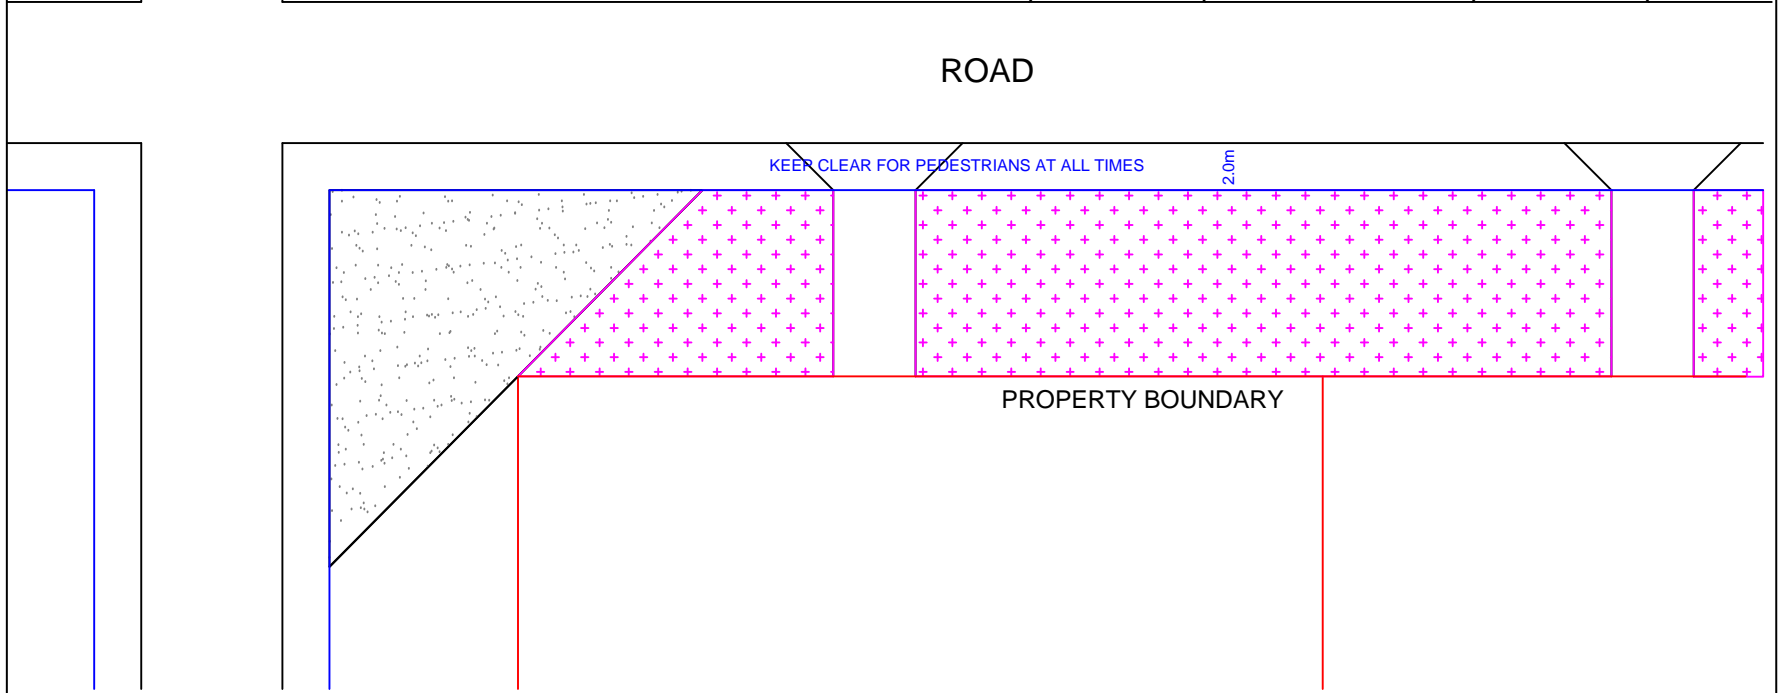 ROAD
KEEP CLEAR FOR PEDESTRIANS AT ALL TIMES
2.0m
PROPERTY BOUNDARY